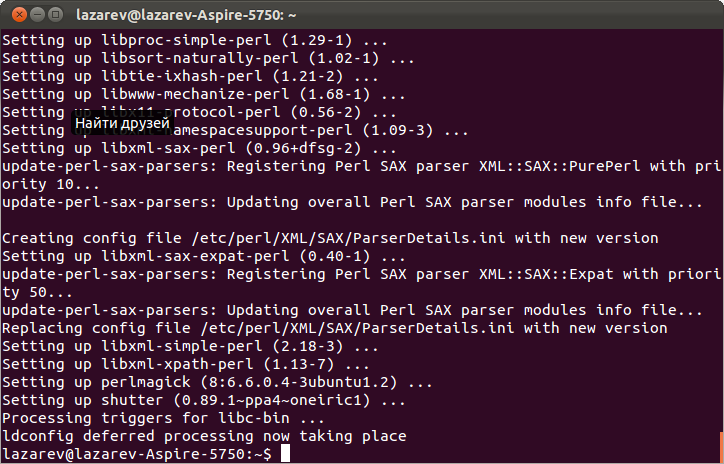 lazarev@lazarev-Aspire-5750: ~
Setting up libproc-simple-perl (1.29-1) ...
Setting up libsort-naturally-perl (1.02-1) ...
Setting up libtie-ixhash-perl (1.21-2) ...
Setting up libwww-mechanize-perl (1.68-1) ...
Setting up libx11-protocol-perl (0.56-2) ...
Найти друзей
Setting up libxml-namespacesupport-perl (1.09-3) ...
Setting up libxml-sax-perl (0.96+dfsg-2) ...
update-perl-sax-parsers: Registering Perl SAX parser XML::SAX::PurePerl with pri
ority 10...
update-perl-sax-parsers: Updating overall Perl SAX parser modules info file...
Creating config file /etc/perl/XML/SAX/ParserDetails.ini with new version
Setting up libxml-sax-expat-perl (0.40-1) ...
update-perl-sax-parsers: Registering Perl SAX parser XML::SAX::Expat with priori
ty 50...
update-perl-sax-parsers: Updating overall Perl SAX parser modules info file...
Replacing config file /etc/perl/XML/SAX/ParserDetails.ini with new version
Setting up libxml-simple-perl (2.18-3) ...
Setting up libxml-xpath-perl (1.13-7) ...
Setting up perlmagick (8:6.6.0.4-3ubuntu1.2) ...
Setting up shutter (0.89.1~ppa4~oneiric1) ...
Processing triggers for libc-bin ...
ldconfig deferred processing now taking place
lazarev@lazarev-Aspire-5750:~$